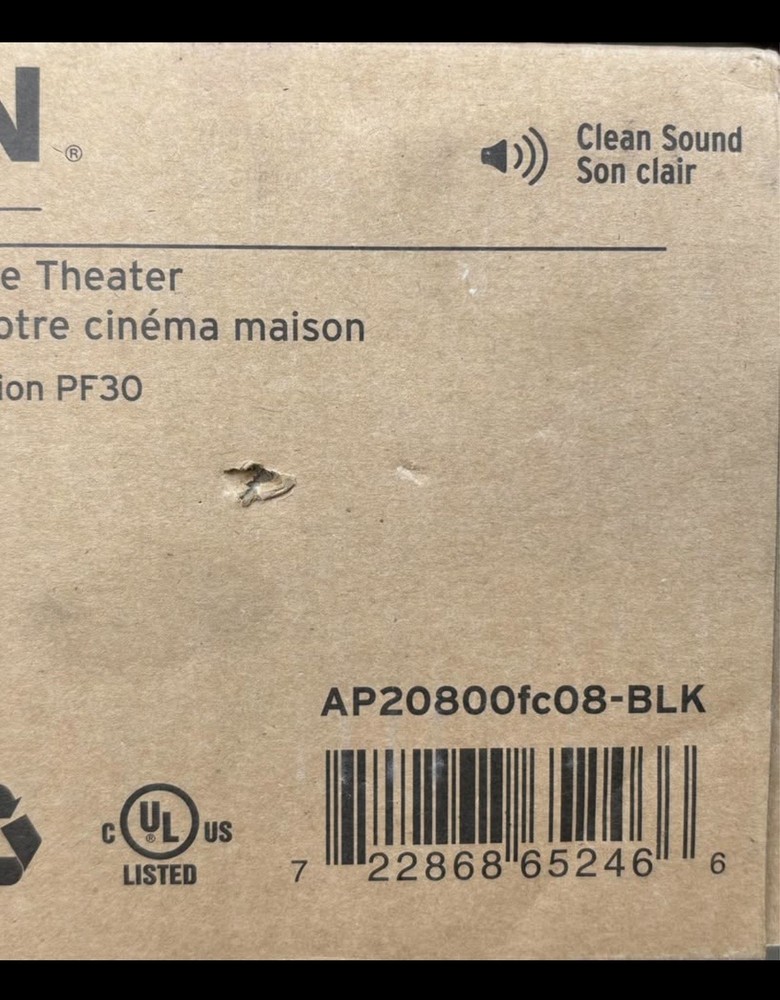 N®
Clean Sound
Son clair
e Theater
otre cinéma maison
ion PF30
AP20800fc08-BLK
C UL® US
LISTED
7 22868 65246 6